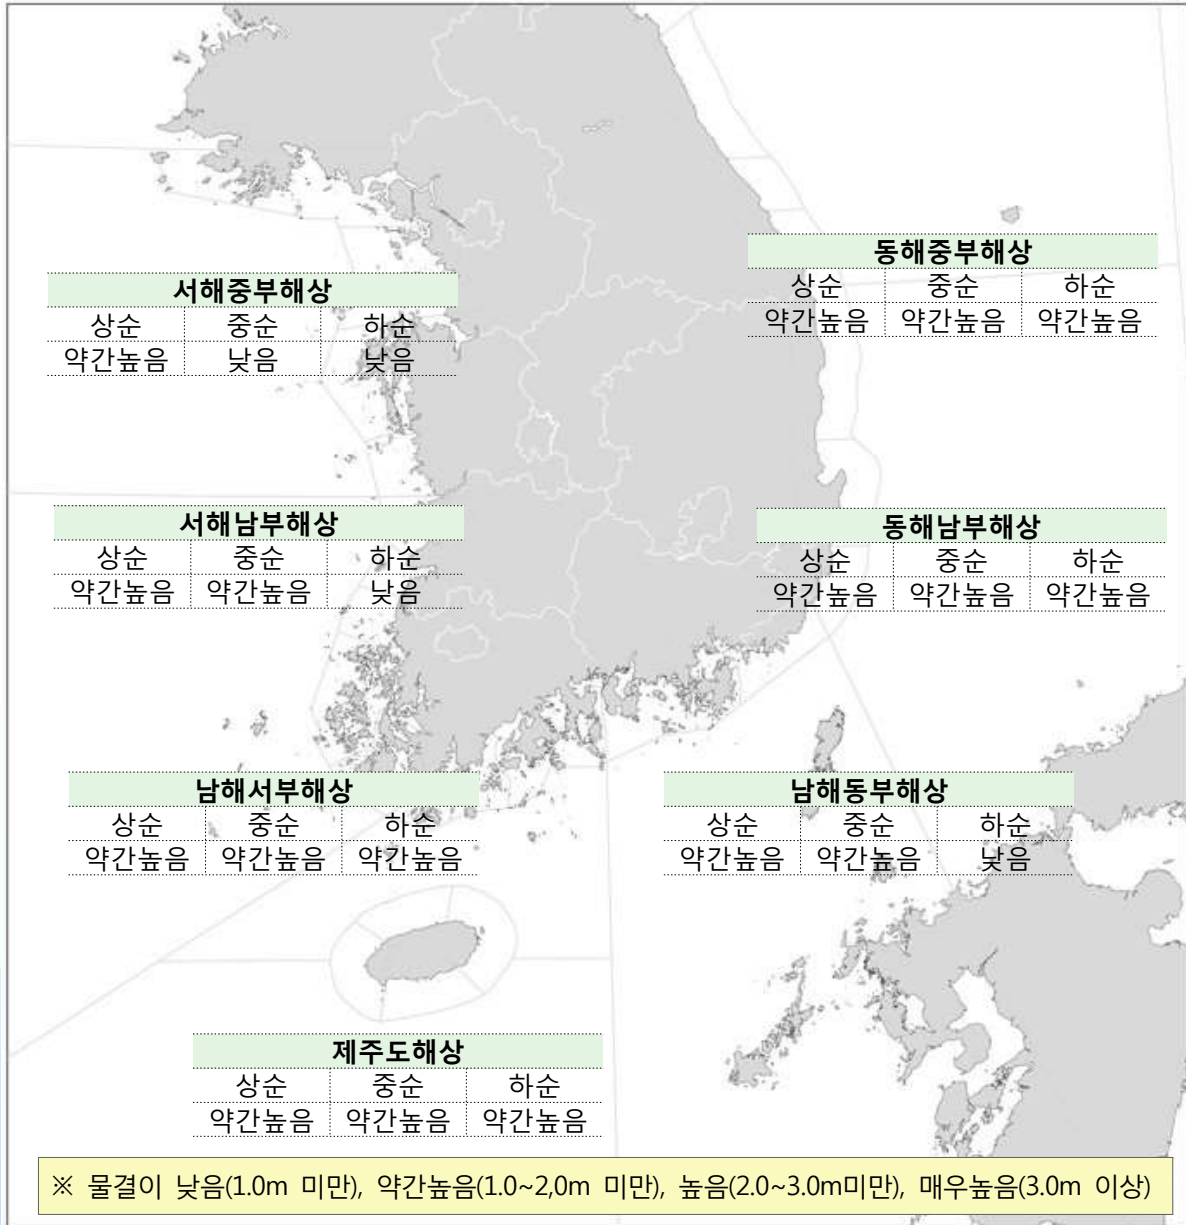 동해중부해상
상순 중순 하순
약간높음 약간높음 약간높음
서해중부해상
상순 중순 하순
약간높음 낮음 낮음
서해남부해상
상순 중순 하순
약간높음 약간높음 낮음
동해남부해상
상순 중순 하순
약간높음 약간높음 약간높음
남해서부해상
상순 중순 하순
약간높음 약간높음 약간높음
남해동부해상
상순 중순 하순
약간높음 약간높음 낮음
제주도해상
상순 중순 하순
약간높음 약간높음 약간높음
※ 물결이 낮음(1.0m 미만), 약간높음(1.0~2,0m 미만), 높음(2.0~3.0m미만), 매우높음(3.0m 이상)